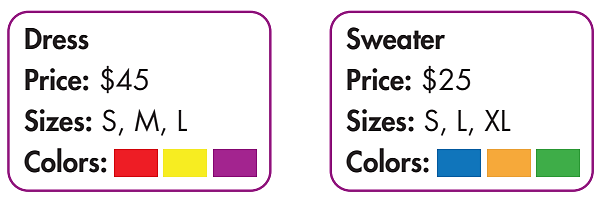 Dress
Price: $45
Sizes: S, M, L
Colors:
Sweater
Price: $25
Sizes: S, L, XL
Colors: